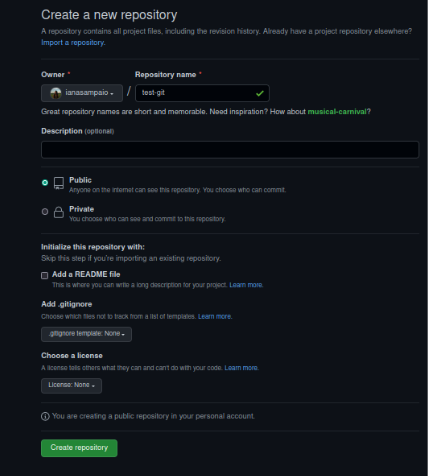 Create a new repository
A repository contains all project files, including the revision history. Already have a project repository elsewhere?
Import a repository.
Owner * Repository name *
ianasampaio / test-git
Great repository names are short and memorable. Need inspiration? How about musical-carnival?
Description (optional)
Public
Anyone on the internet can see this repository. You choose who can commit.
Private
You choose who can see and commit to this repository.
Initialize this repository with:
Skip this step if you're importing an existing repository.
Add a README file
This is where you can write a long description for your project. Learn more.
Add .gitignore
Choose which files not to track from a list of templates. Learn more.
.gitignore template: None
Choose a license
A license tells others what they can and can't do with your code. Learn more.
License: None
You are creating a public repository in your personal account.
Create repository